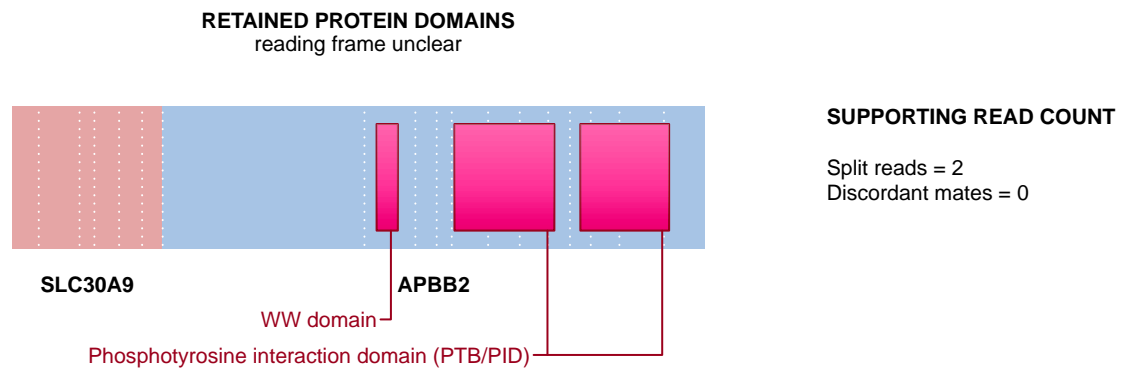 RETAINED PROTEIN DOMAINS
reading frame unclear
SUPPORTING READ COUNT
Split reads = 2
Discordant mates = 0
SLC30A9
APBB2
WW domain
Phosphotyrosine interaction domain (PTB/PID)